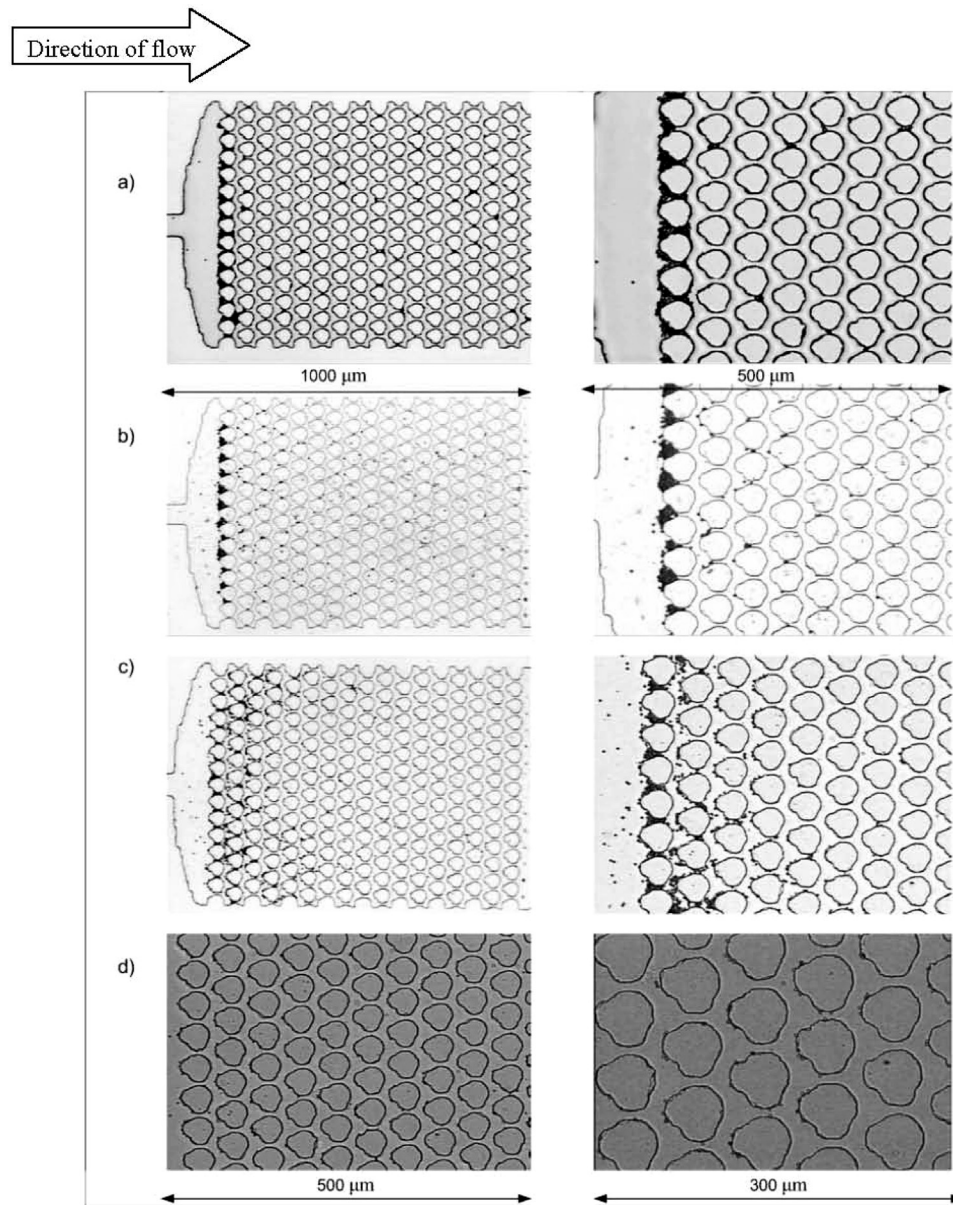 Direction of flow
a)
1000 μm
500 μm
b)
c)
d)
500 μm
300 μm